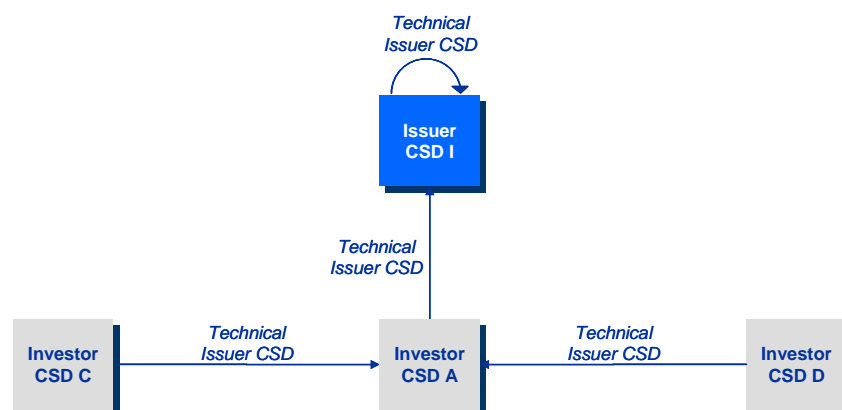 Technical
Issuer CSD
Issuer
CSD I
Technical
Issuer CSD
Technical
Issuer CSD
Technical
Issuer CSD
Investor
CSD C
Investor
CSD A
Investor
CSD D